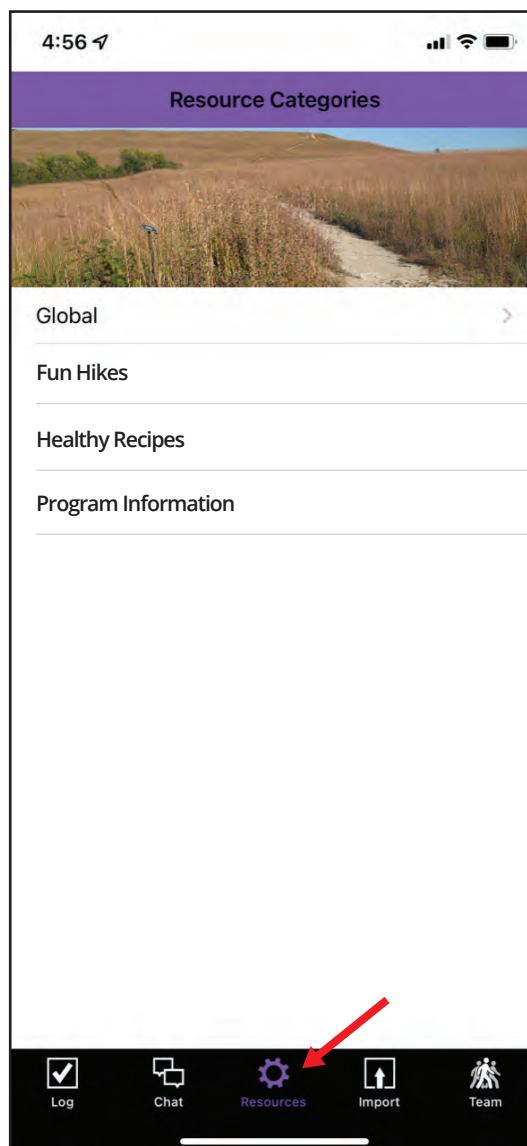 4:56
Resource Categories
Global
Fun Hikes
Healthy Recipes
Program Information
Log
Chat
Resources
Import
Team